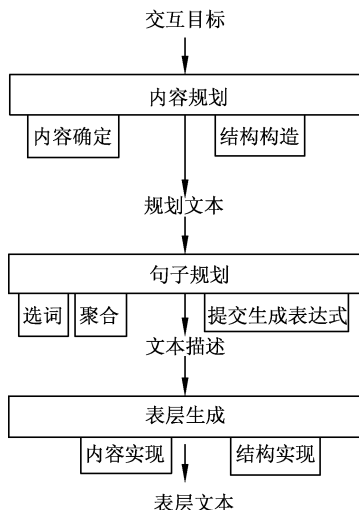 交互目标
内容规划
内容确定 结构构造
规划文本
句子规划
选词 聚合 提交生成表达式
文本描述
表层生成
内容实现 结构实现
表层文本